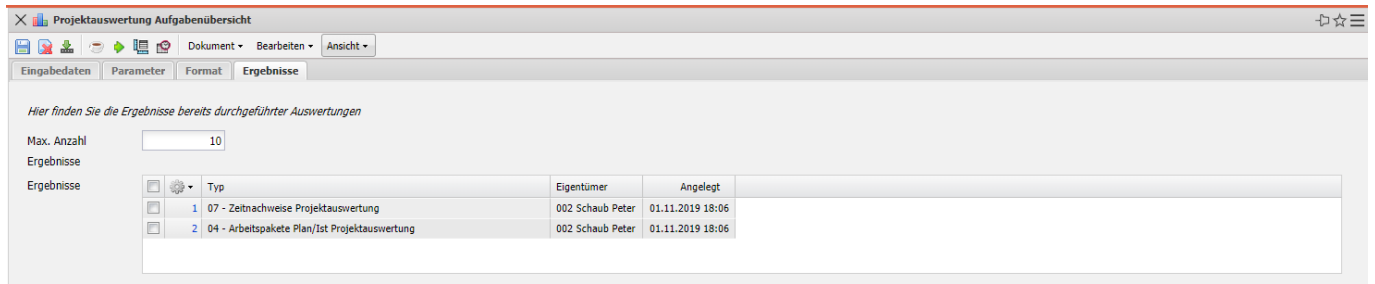 Projektauswertung Aufgabenübersicht
Dokument Bearbeiten Ansicht
Eingabedaten Parameter Format Ergebnisse
Hier finden Sie die Ergebnisse bereits durchgeführter Auswertungen
Max. Anzahl 10
Ergebnisse
Ergebnisse Typ Eigentümer Angelegt
1 07 - Zeitnachweise Projektauswertung 002 Schaub Peter 01.11.2019 18:06
2 04 - Arbeitspakete Plan/Ist Projektauswertung 002 Schaub Peter 01.11.2019 18:06